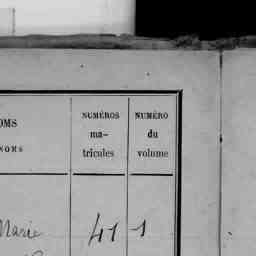 OMS
NOMS
NUMÉROS
ma-
tricules
NUMÉRO
du
volume
Marie 41 1